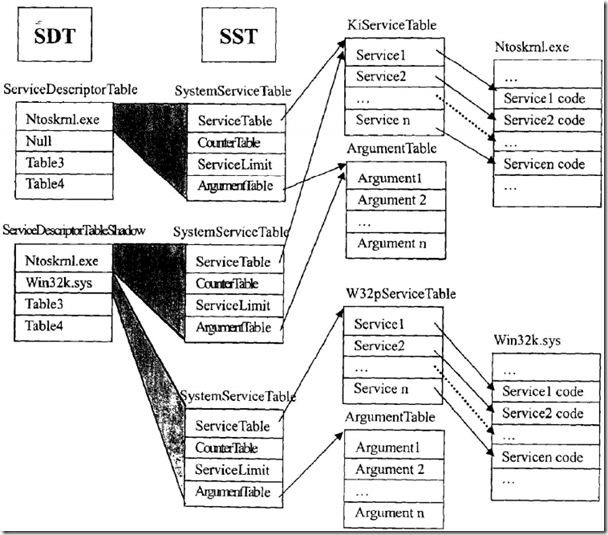 SDT
SST
ServiceDescriptorTable
Ntoskrnl.exe
Null
Table3
Table4
SystemServiceTable
ServiceTable
CounterTable
ServiceLimit
ArgumentTable
KiServiceTable
Service1
Service2
...
Service n
Ntoskrnl.exe
...
Service1 code
Service2 code
...
Servicen code
...
ArgumentTable
Argument1
Argument 2
...
Argument n
ServiceDescriptorTableShadow
Ntoskrnl.exe
Win32k.sys
Table3
Table4
SystemServiceTable
ServiceTable
CounterTable
ServiceLimit
ArgumentTable
SystemServiceTable
ServiceTable
CounterTable
ServiceLimit
ArgumentTable
W32pServiceTable
Service1
Service2
...
Service n
Win32k.sys
...
Service1 code
Service2 code
...
Servicen code
...
ArgumentTable
Argument1
Argument 2
...
Argument n